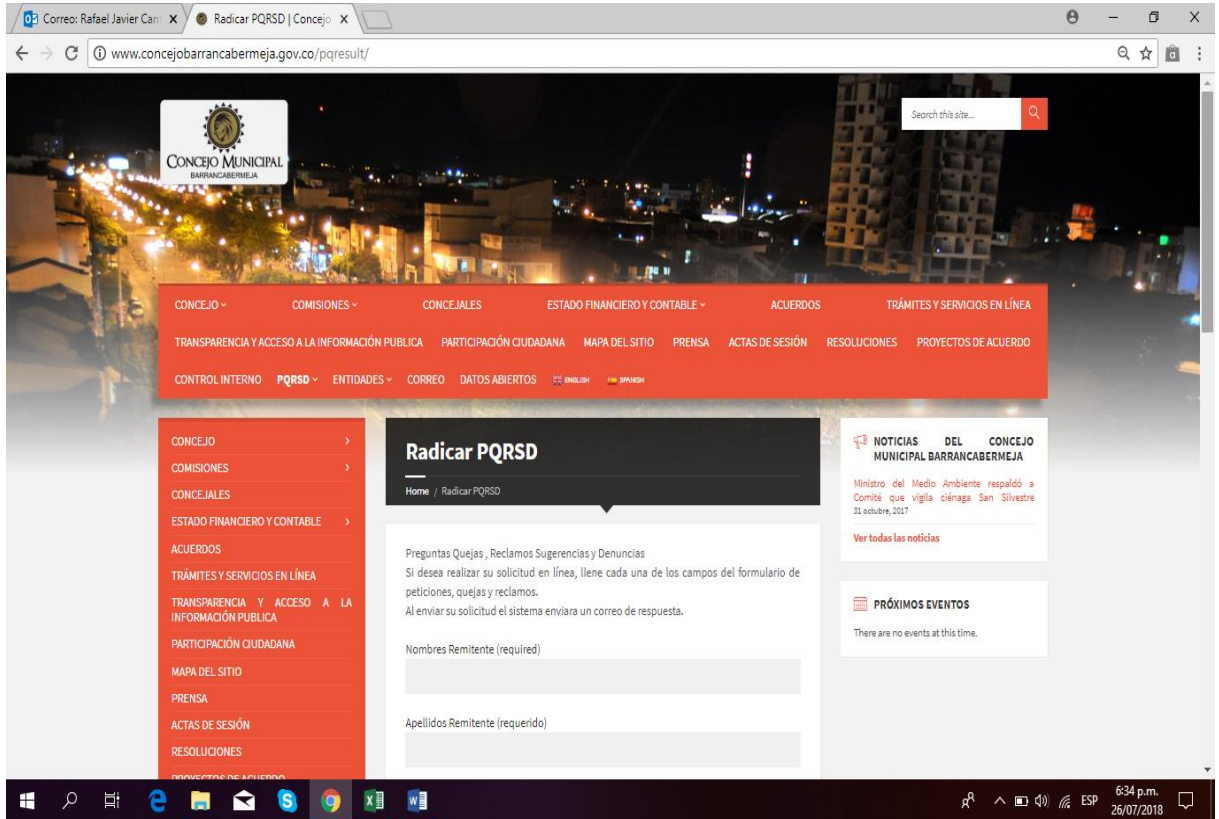 Correo: Rafael Javier Can
Radicar PQRSD | Concejo
www.concejobarrancabermeja.gov.co/pqresult/
CONCEJO MUNICIPAL
BARRANCABERMEJA
Search this site...
CONCEJO
COMISIONES
CONCEJALES
ESTADO FINANCIERO Y CONTABLE
ACUERDOS
TRÁMITES Y SERVICIOS EN LÍNEA
TRANSPARENCIA Y ACCESO A LA INFORMACIÓN PUBLICA
PARTICIPACIÓN CIUDADANA
MAPA DEL SITIO
PRENSA
ACTAS DE SESIÓN
RESOLUCIONES
PROYECTOS DE ACUERDO
CONTROL INTERNO
PQRSD
ENTIDADES
CORREO
DATOS ABIERTOS
ENGLISH
SPANISH
CONCEJO
COMISIONES
CONCEJALES
ESTADO FINANCIERO Y CONTABLE
ACUERDOS
TRÁMITES Y SERVICIOS EN LÍNEA
TRANSPARENCIA Y ACCESO A LA
INFORMACIÓN PUBLICA
PARTICIPACIÓN CIUDADANA
MAPA DEL SITIO
PRENSA
ACTAS DE SESIÓN
RESOLUCIONES
PROYECTOS DE ACUERDO
Radicar PQRSD
Home / Radicar PQRSD
Preguntas Quejas , Reclamos Sugerencias y Denuncias
Si desea realizar su solicitud en línea, llene cada una de los campos del formulario de
peticiones, quejas y reclamos.
Al enviar su solicitud el sistema enviara un correo de respuesta.
Nombres Remitente (required)
Apellidos Remitente (requerido)
NOTICIAS DEL CONCEJO
MUNICIPAL BARRANCABERMEJA
Ministro del Medio Ambiente respaldó a
Comité que vigila ciénaga San Silvestre
31 octubre, 2017
Ver todas las noticias
PRÓXIMOS EVENTOS
There are no events at this time.
ESP
6:34 p.m.
26/07/2018